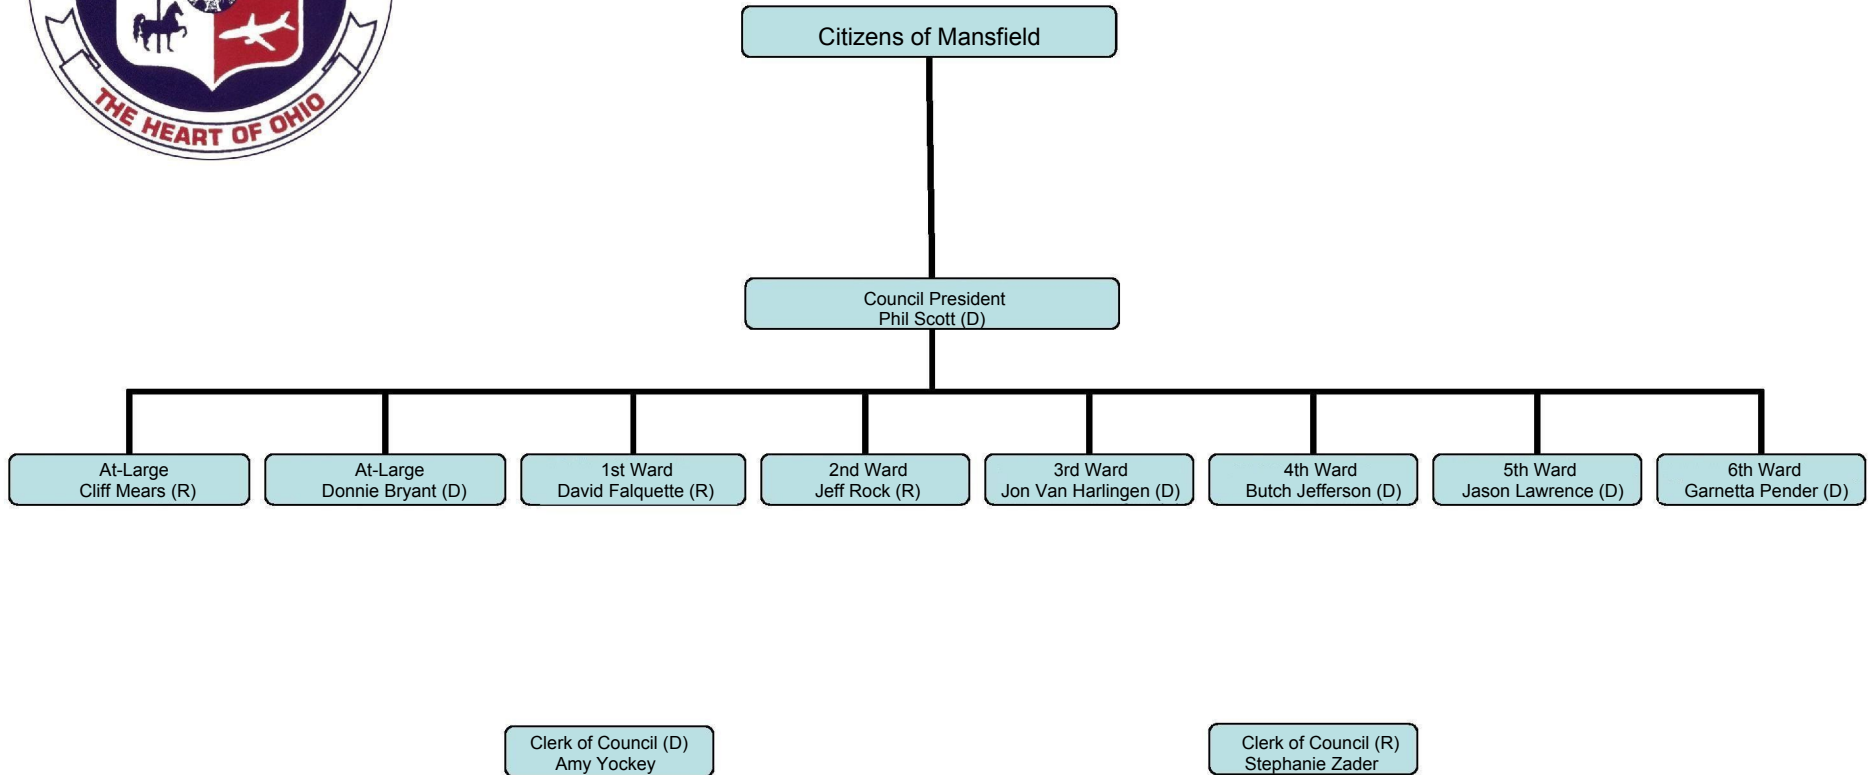 THE HEART OF OHIO
Citizens of Mansfield
Council President
Phil Scott (D)
At-Large
Cliff Mears (R)
At-Large
Donnie Bryant (D)
1st Ward
David Falquette (R)
2nd Ward
Jeff Rock (R)
3rd Ward
Jon Van Harlingen (D)
4th Ward
Butch Jefferson (D)
5th Ward
Jason Lawrence (D)
6th Ward
Garnetta Pender (D)
Clerk of Council (D)
Amy Yockey
Clerk of Council (R)
Stephanie Zader